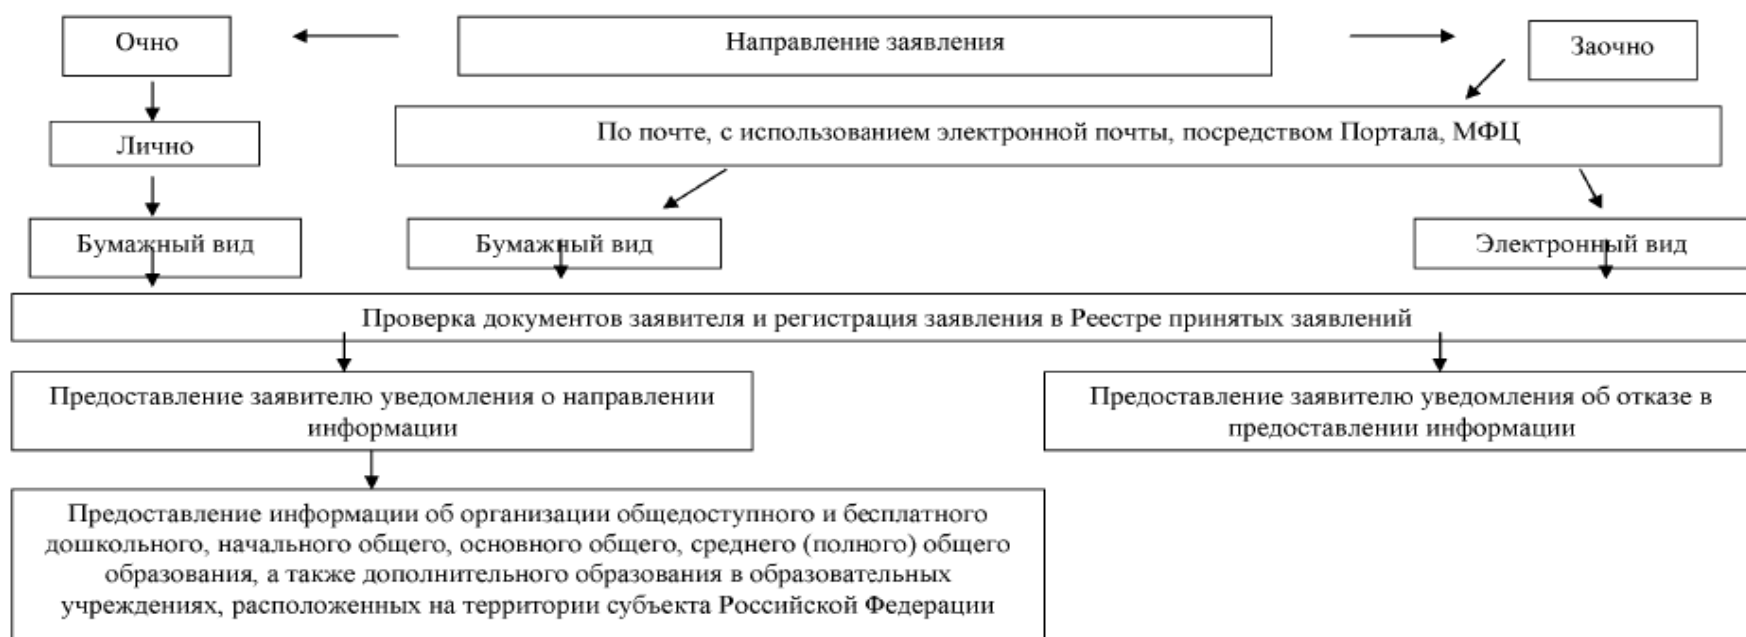 Очно
Направление заявления
Заочно
Лично
По почте, с использованием электронной почты, посредством Портала, МФЦ
Бумажный вид
Бумажный вид
Электронный вид
Проверка документов заявителя и регистрация заявления в Реестре принятых заявлений
Предоставление заявителю уведомления о направлении
информации
Предоставление заявителю уведомления об отказе в
предоставлении информации
Предоставление информации об организации общедоступного и бесплатного
дошкольного, начального общего, основного общего, среднего (полного) общего
образования, а также дополнительного образования в образовательных
учреждениях, расположенных на территории субъекта Российской Федерации